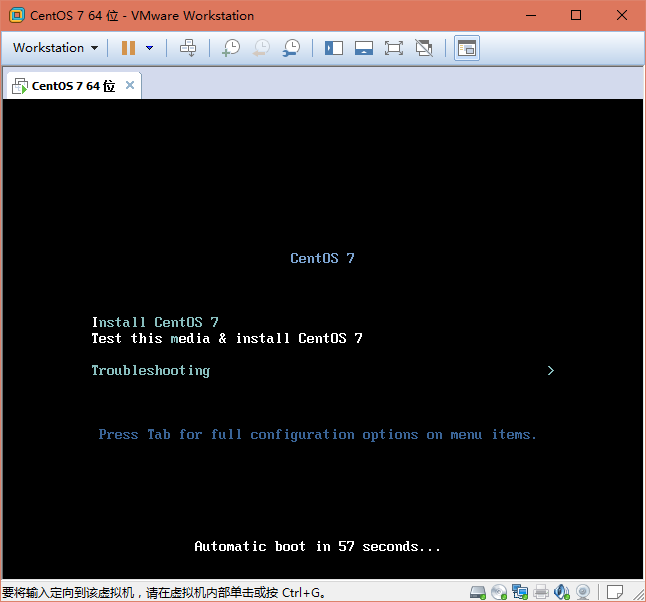 CentOS 7 64 位 - VMware Workstation
Workstation
CentOS 7 64 位
CentOS 7
Install CentOS 7
Test this media & install CentOS 7
Troubleshooting >
Press Tab for full configuration options on menu items.
Automatic boot in 57 seconds...
要将输入定向到该虚拟机，请在虚拟机内部单击或按 Ctrl+G。